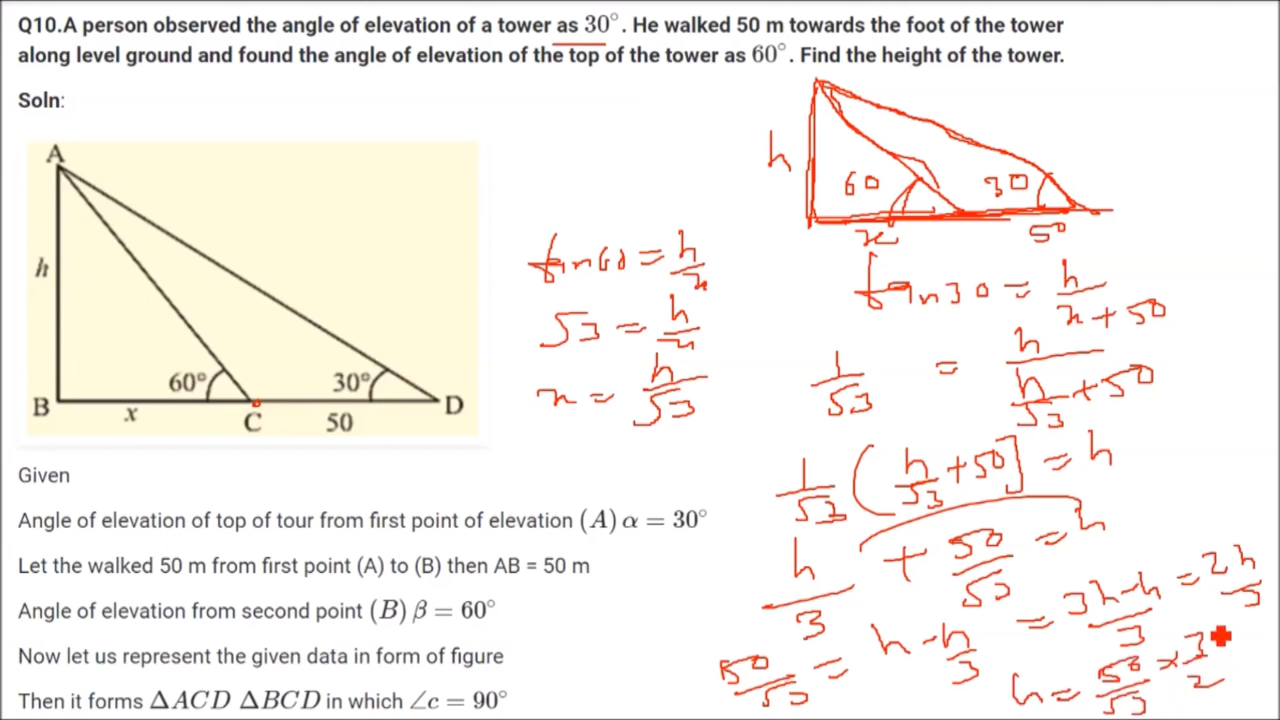 Q10.A person observed the angle of elevation of a tower as 30°. He walked 50 m towards the foot of the tower
along level ground and found the angle of elevation of the top of the tower as 60°. Find the height of the tower.
Soln:
A
h
60°
30°
B
x
C
50
D
Given
Angle of elevation of top of tour from first point of elevation (A) α = 30°
Let the walked 50 m from first point (A) to (B) then AB = 50 m
Angle of elevation from second point (B) β = 60°
Now let us represent the given data in form of figure
Then it forms ΔACD ΔBCD in which ∠c = 90°
h
60
30
x
50
tan60 = h/x
√3 = h/x
x = h/√3
tan30 = h/x+50
1/√3 = h/h/√3+50
1/√3 (h/√3+50] = h
h/3 + 50/√3 = h
50/√3 = h-h/3 = 3h-h/3 = 2h/3
h = 50/√3 × 3/2